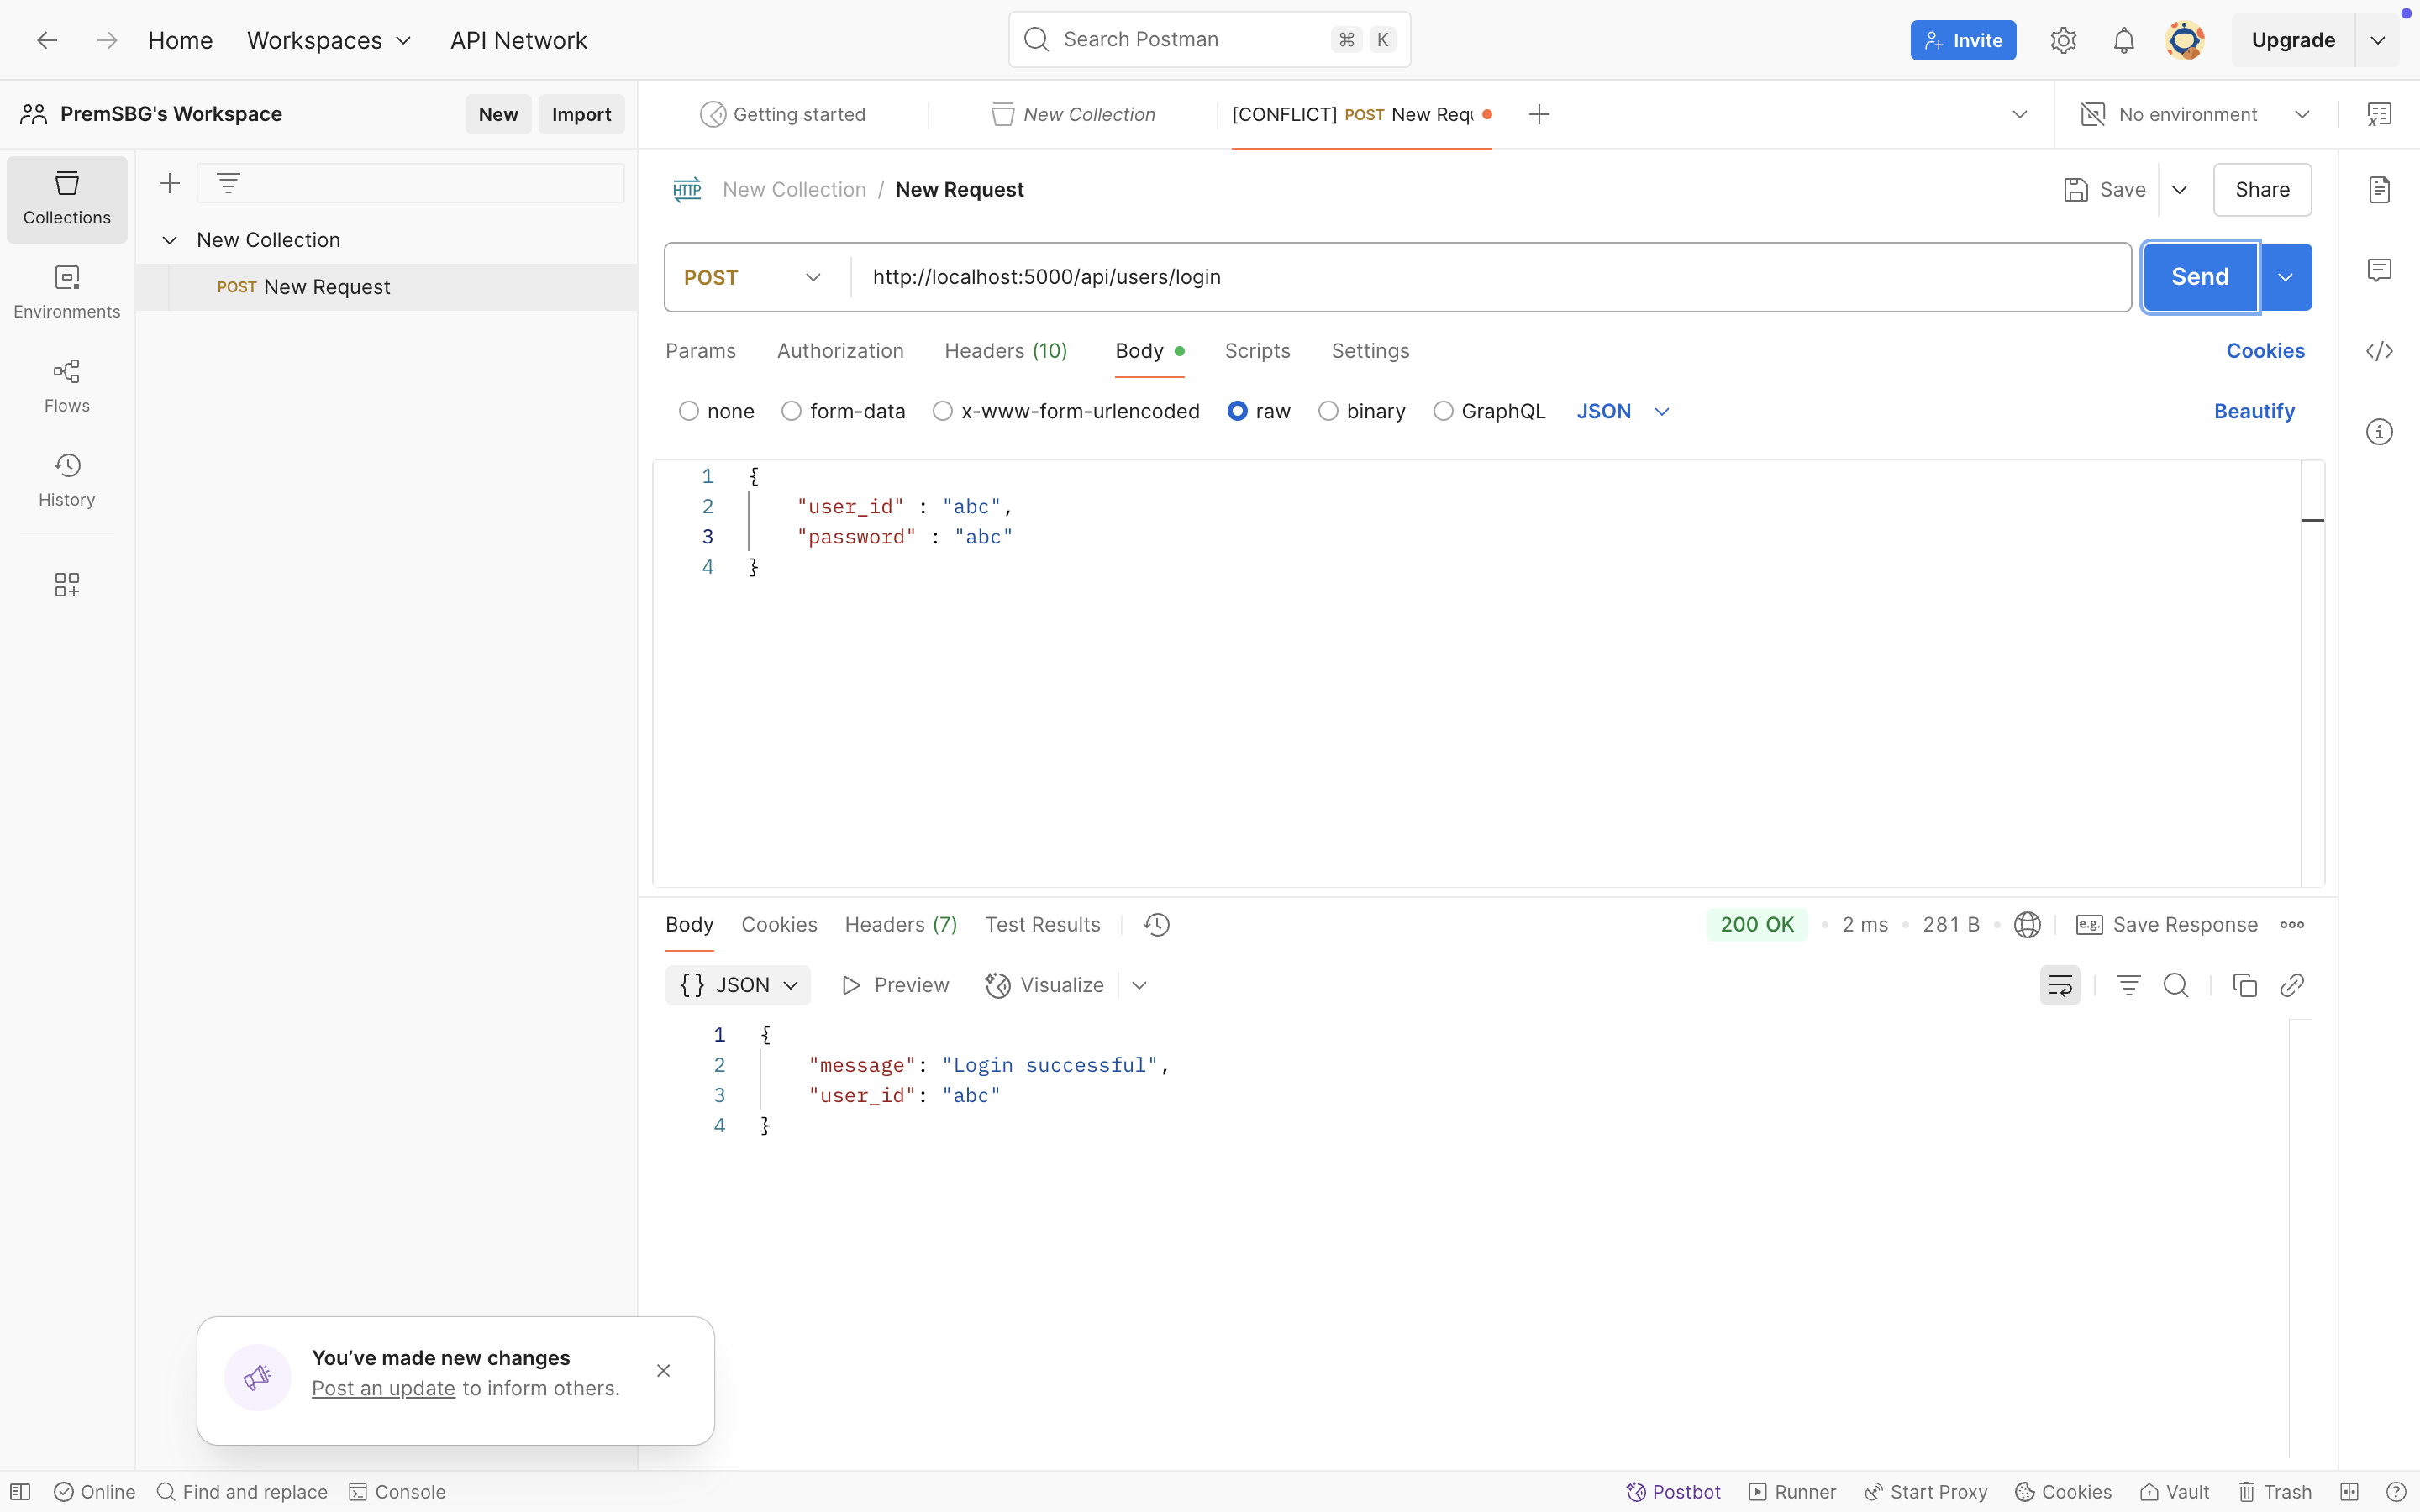 Home Workspaces API Network Search Postman ⌘ K Invite Upgrade
PremSBG's Workspace New Import Getting started New Collection [CONFLICT] POST New Req No environment
Collections
New Collection
POST New Request
Environments
Flows
History
HTTP New Collection / New Request Save Share
POST http://localhost:5000/api/users/login Send
Params Authorization Headers (10) Body Scripts Settings Cookies
none form-data x-www-form-urlencoded raw binary GraphQL JSON Beautify
1 {
2 "user_id" : "abc",
3 "password" : "abc"
4 }
Body Cookies Headers (7) Test Results 200 OK • 2 ms • 281 B • e.g. Save Response
{} JSON Preview Visualize
1 {
2 "message": "Login successful",
3 "user_id": "abc"
4 }
You’ve made new changes
Post an update to inform others.
Online Find and replace Console Postbot Runner Start Proxy Cookies Vault Trash